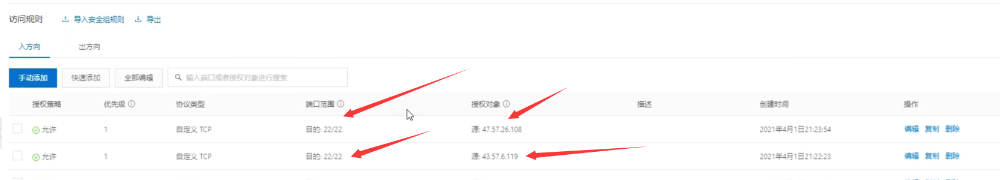 访问规则 导入安全组规则 导出
入方向 出方向
手动添加 快速添加 全部编辑 输入端口或者授权对象进行搜索
授权策略 优先级 协议类型 端口范围 授权对象 描述 创建时间 操作
允许 1 自定义 TCP 目的: 22/22 源: 47.57.26.108 2021年4月1日21:23:54 编辑 复制 删除
允许 1 自定义 TCP 目的: 22/22 源: 43.57.6.119 2021年4月1日21:22:23 编辑 复制 删除